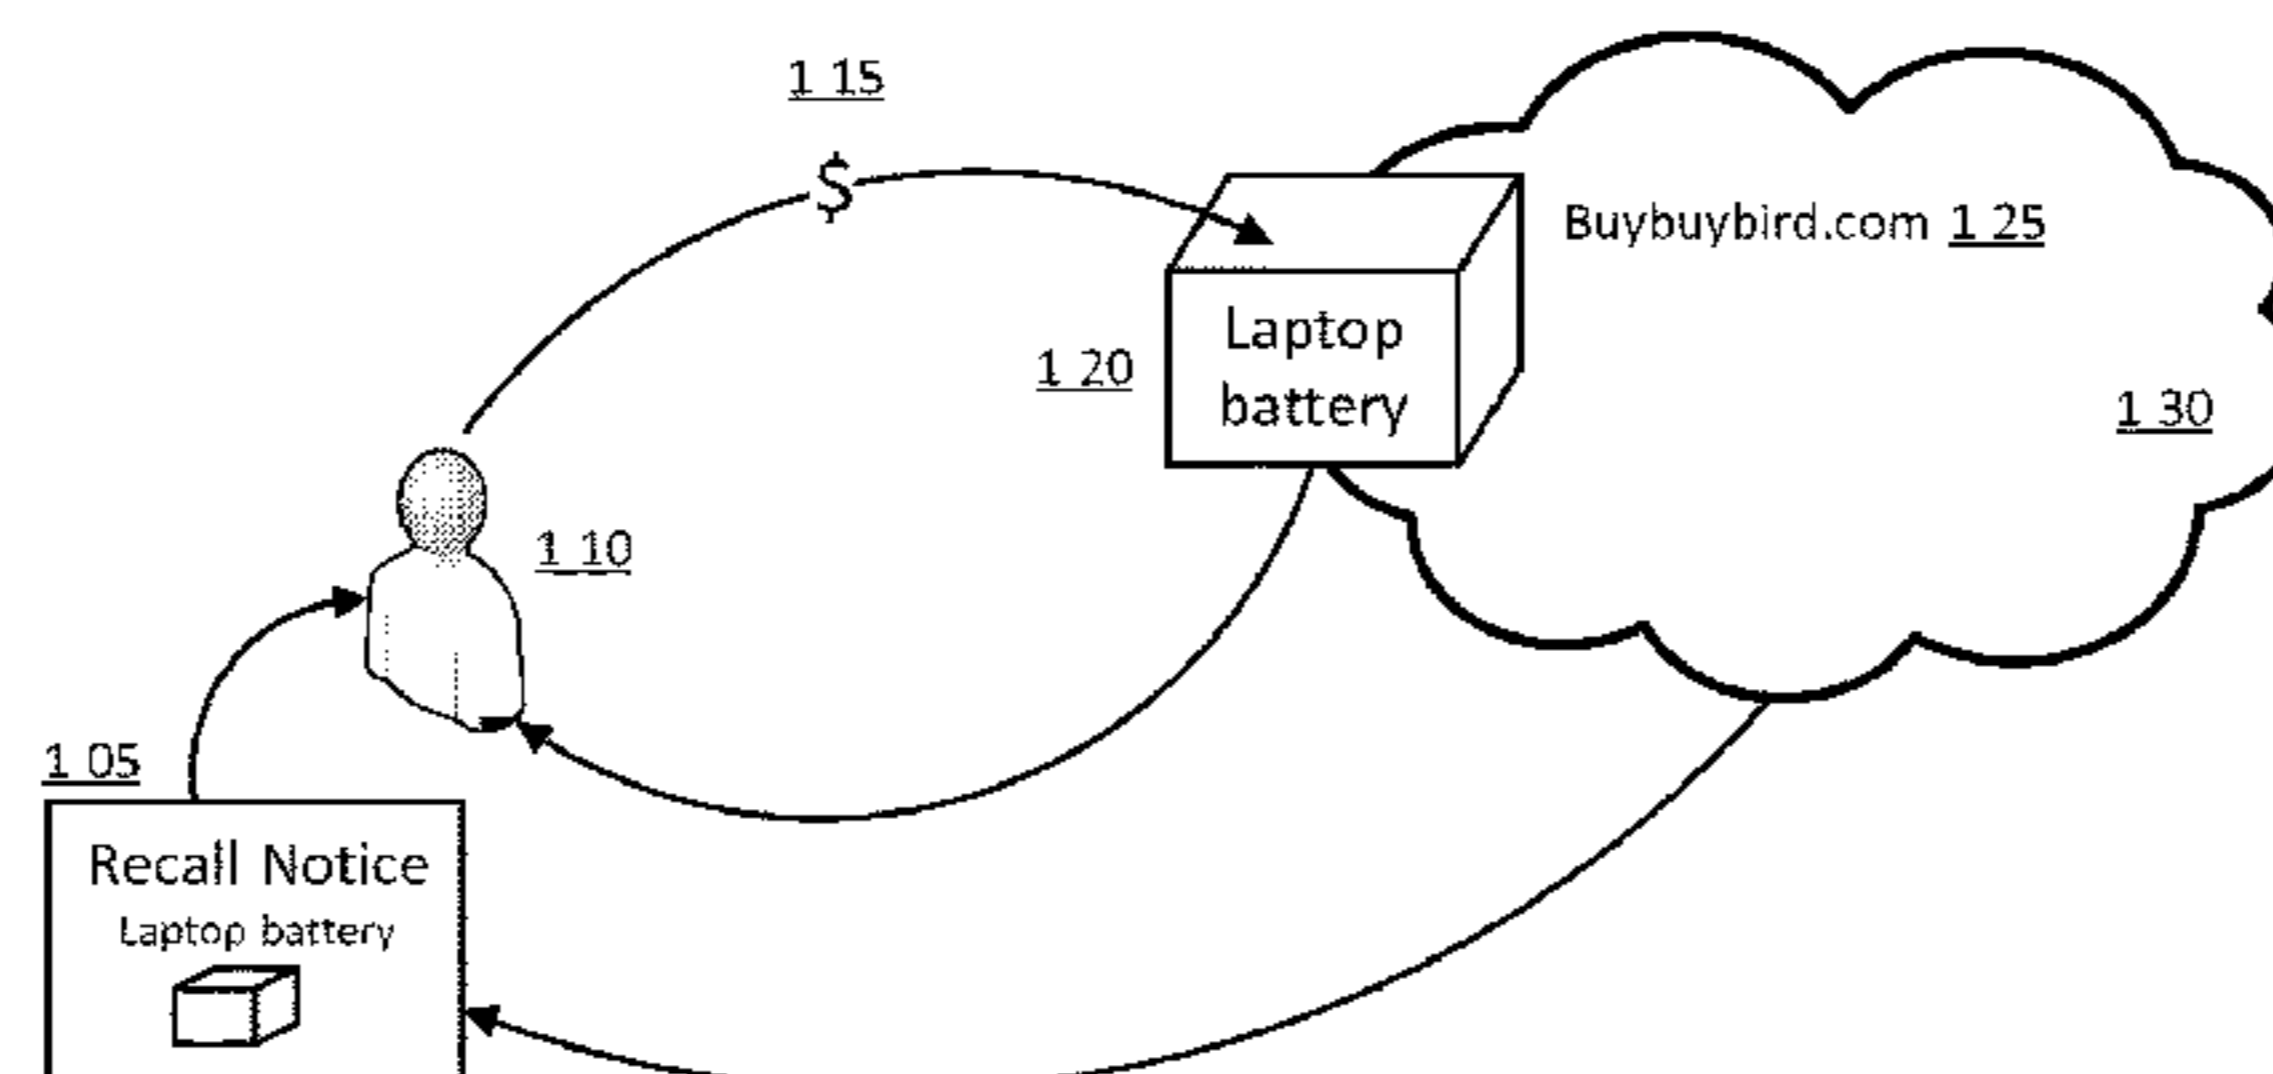 1 15
$
Buybuybird.com 1 25
Laptop
battery
1 20
1 30
1 10
1 05
Recall Notice
Laptop battery